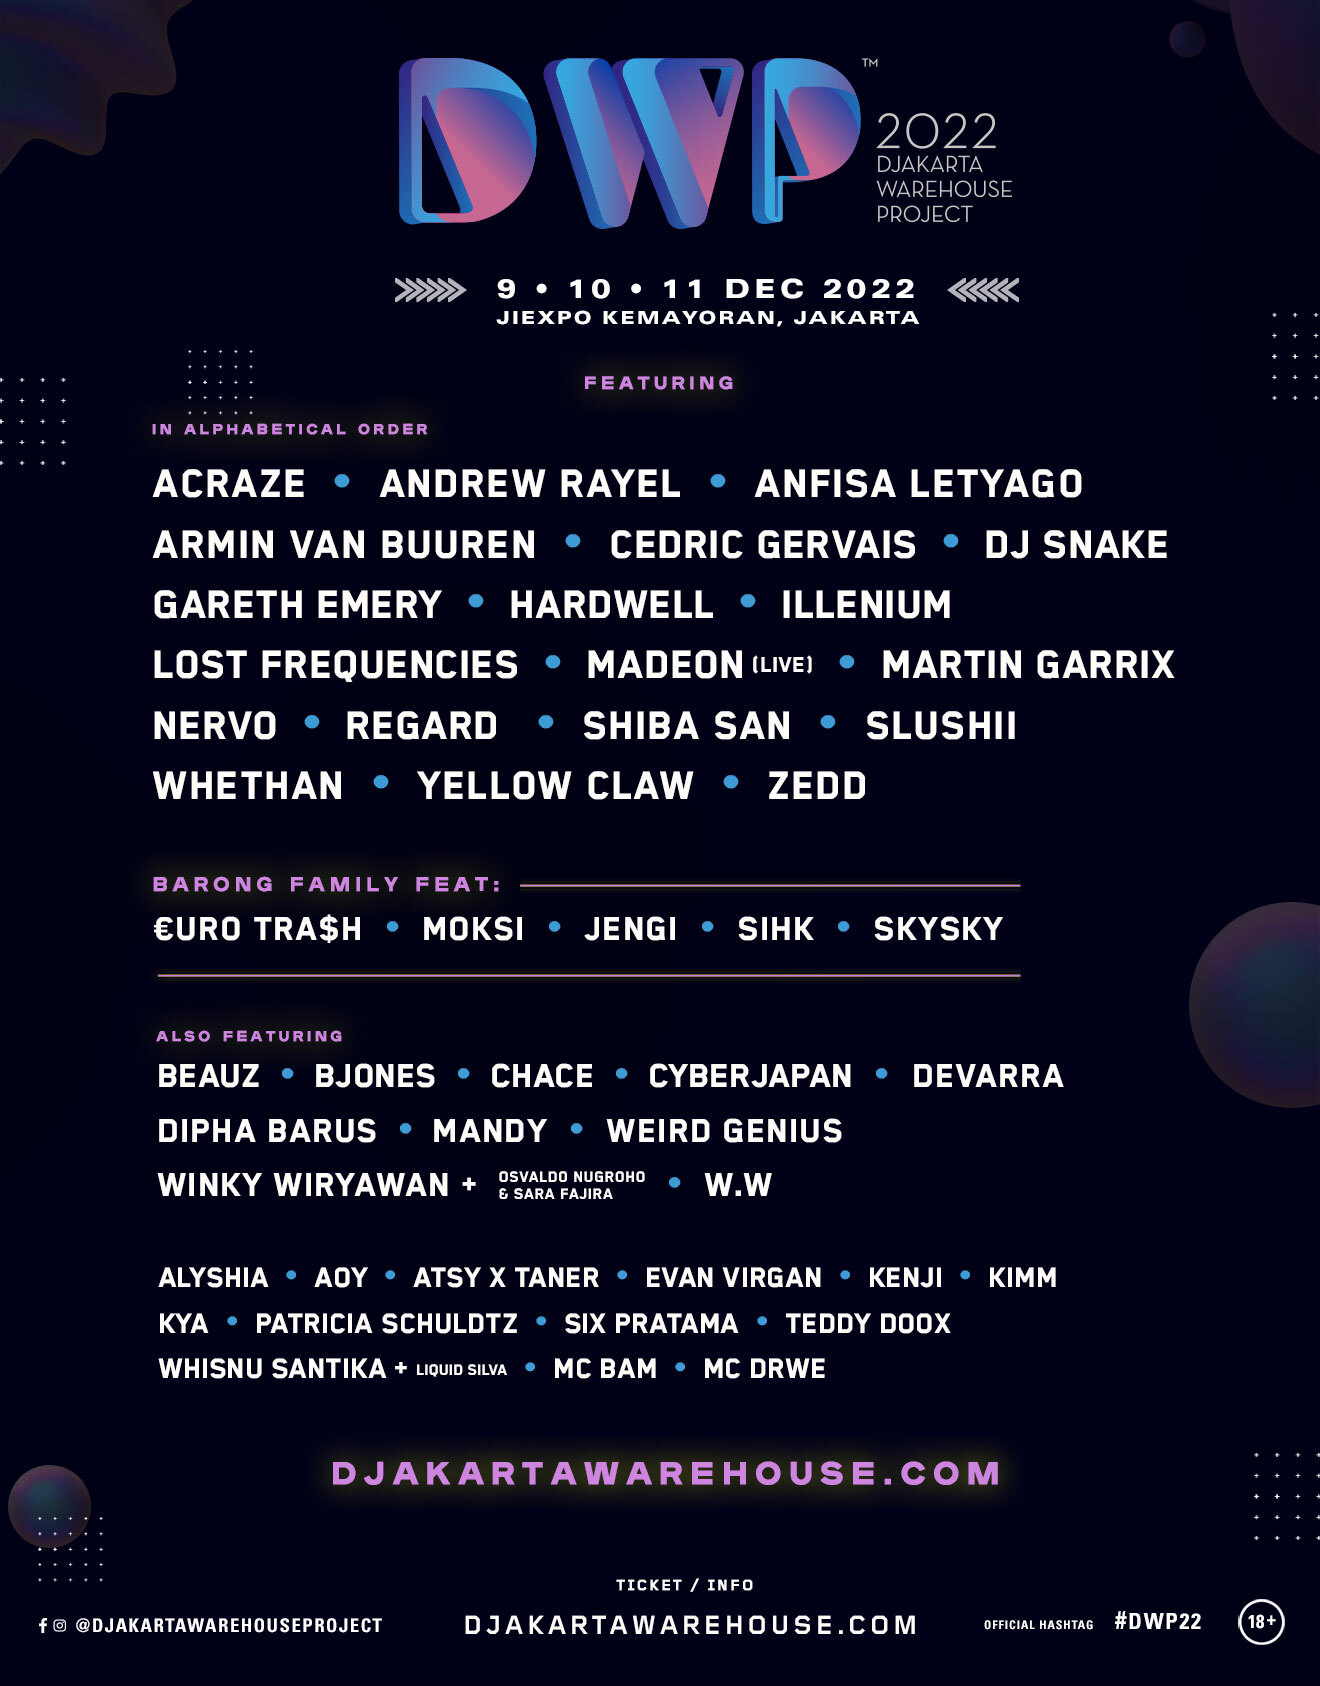 DWP™
2022
DJAKARTA
WAREHOUSE
PROJECT
9 • 10 • 11 DEC 2022
JIEXPO KEMAYORAN, JAKARTA
FEATURING
IN ALPHABETICAL ORDER
ACRAZE • ANDREW RAYEL • ANFISA LETYAGO
ARMIN VAN BUUREN • CEDRIC GERVAIS • DJ SNAKE
GARETH EMERY • HARDWELL • ILLENIUM
LOST FREQUENCIES • MADEON (LIVE) • MARTIN GARRIX
NERVO • REGARD • SHIBA SAN • SLUSHII
WHETHAN • YELLOW CLAW • ZEDD
BARONG FAMILY FEAT:
€URO TRA$H • MOKSI • JENGI • SIHK • SKYSKY
ALSO FEATURING
BEAUZ • BJONES • CHACE • CYBERJAPAN • DEVARRA
DIPHA BARUS • MANDY • WEIRD GENIUS
WINKY WIRYAWAN + OSVALDO NUGROHO & SARA FAJIRA • W.W
ALYSHIA • AOY • ATSY X TANER • EVAN VIRGAN • KENJI • KIMM
KYA • PATRICIA SCHULDTZ • SIX PRATAMA • TEDDY DOOX
WHISNU SANTIKA + LIQUID SILVA • MC BAM • MC DRWE
DJAKARTAWAREHOUSE.COM
TICKET / INFO
@DJAKARTAWAREHOUSEPROJECT
DJAKARTAWAREHOUSE.COM
OFFICIAL HASHTAG #DWP22
18+